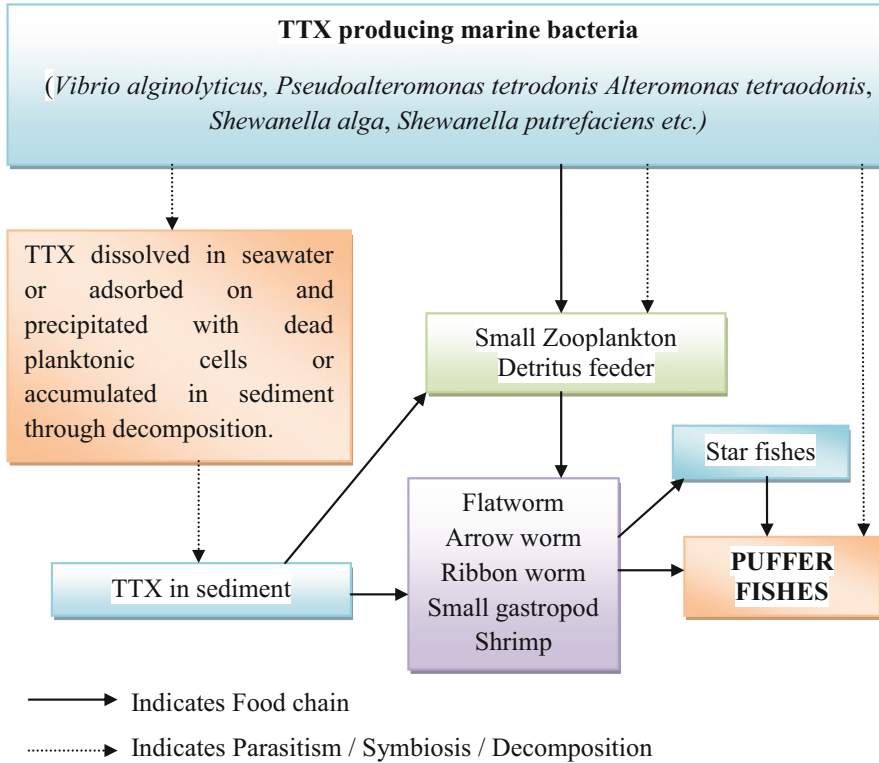 TTX producing marine bacteria
(Vibrio alginolyticus, Pseudoalteromonas tetrodonis Alteromonas tetraodonis,
Shewanella alga, Shewanella putrefaciens etc.)
TTX dissolved in seawater
or adsorbed on and
precipitated with dead
planktonic cells or
accumulated in sediment
through decomposition.
Small Zooplankton
Detritus feeder
Star fishes
Flatworm
Arrow worm
Ribbon worm
Small gastropod
Shrimp
PUFFER
FISHES
TTX in sediment
Indicates Food chain
Indicates Parasitism / Symbiosis / Decomposition